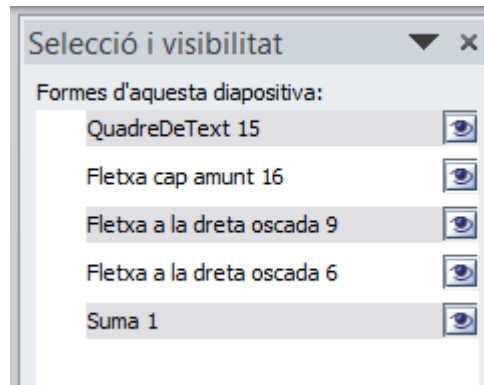 Selecció i visibilitat
Formes d'aquesta diapositiva:
QuadreDeText 15
Fletxa cap amunt 16
Fletxa a la dreta oscada 9
Fletxa a la dreta oscada 6
Suma 1